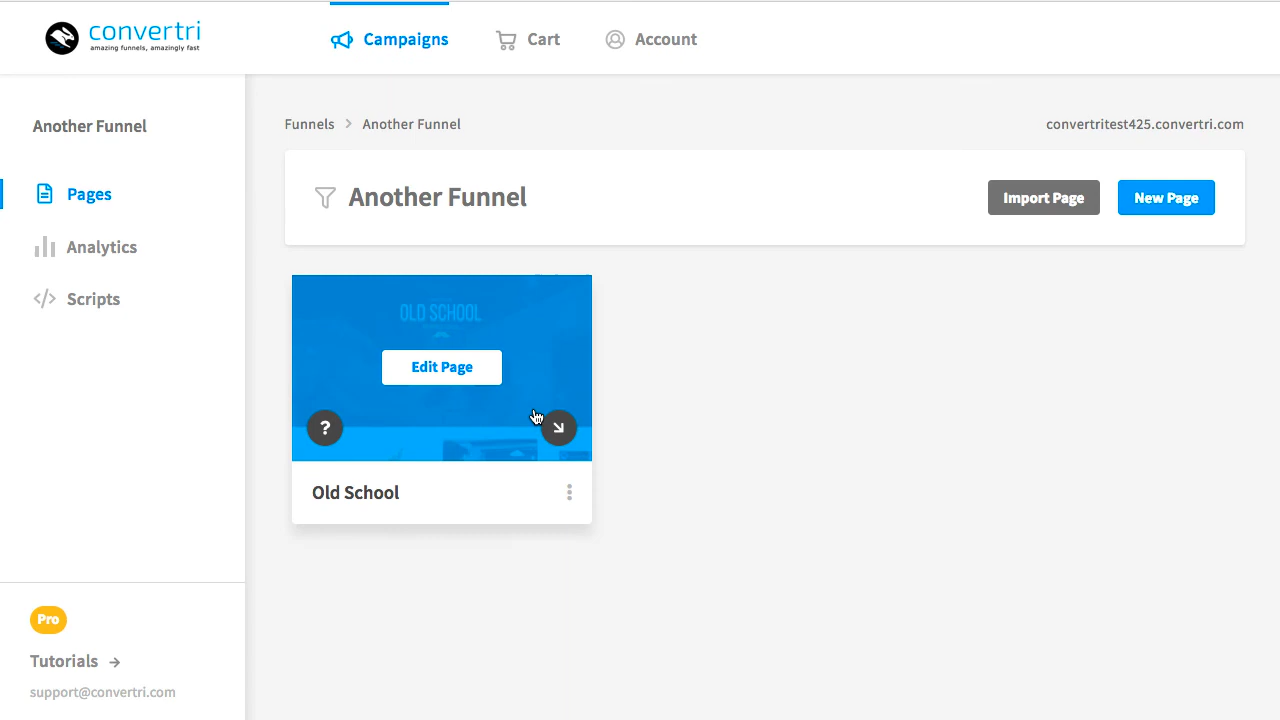 convertri
amazing funnels, amazingly fast
Campaigns
Cart
Account
Another Funnel
Pages
Analytics
Scripts
Funnels > Another Funnel
convertritest425.convertri.com
Another Funnel
Import Page
New Page
OLD SCHOOL
Edit Page
?
Old School
Pro
Tutorials →
support@convertri.com